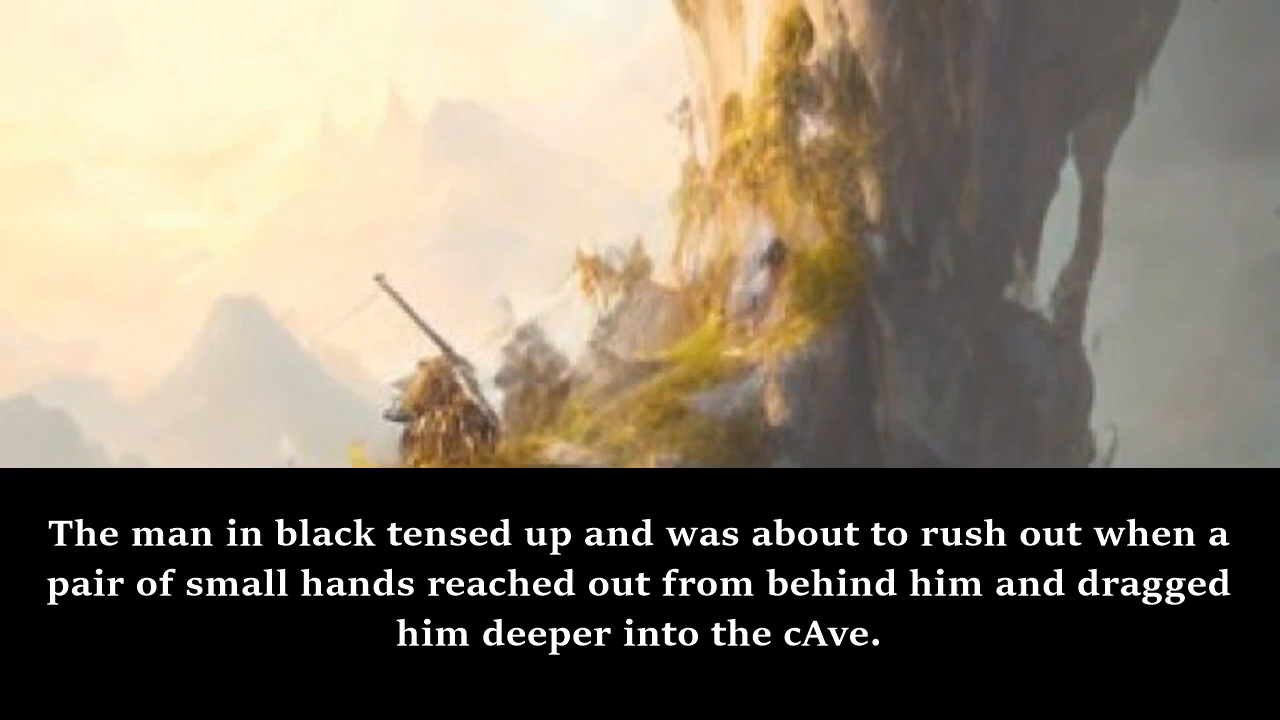 The man in black tensed up and was about to rush out when a
pair of small hands reached out from behind him and dragged
him deeper into the cAve.